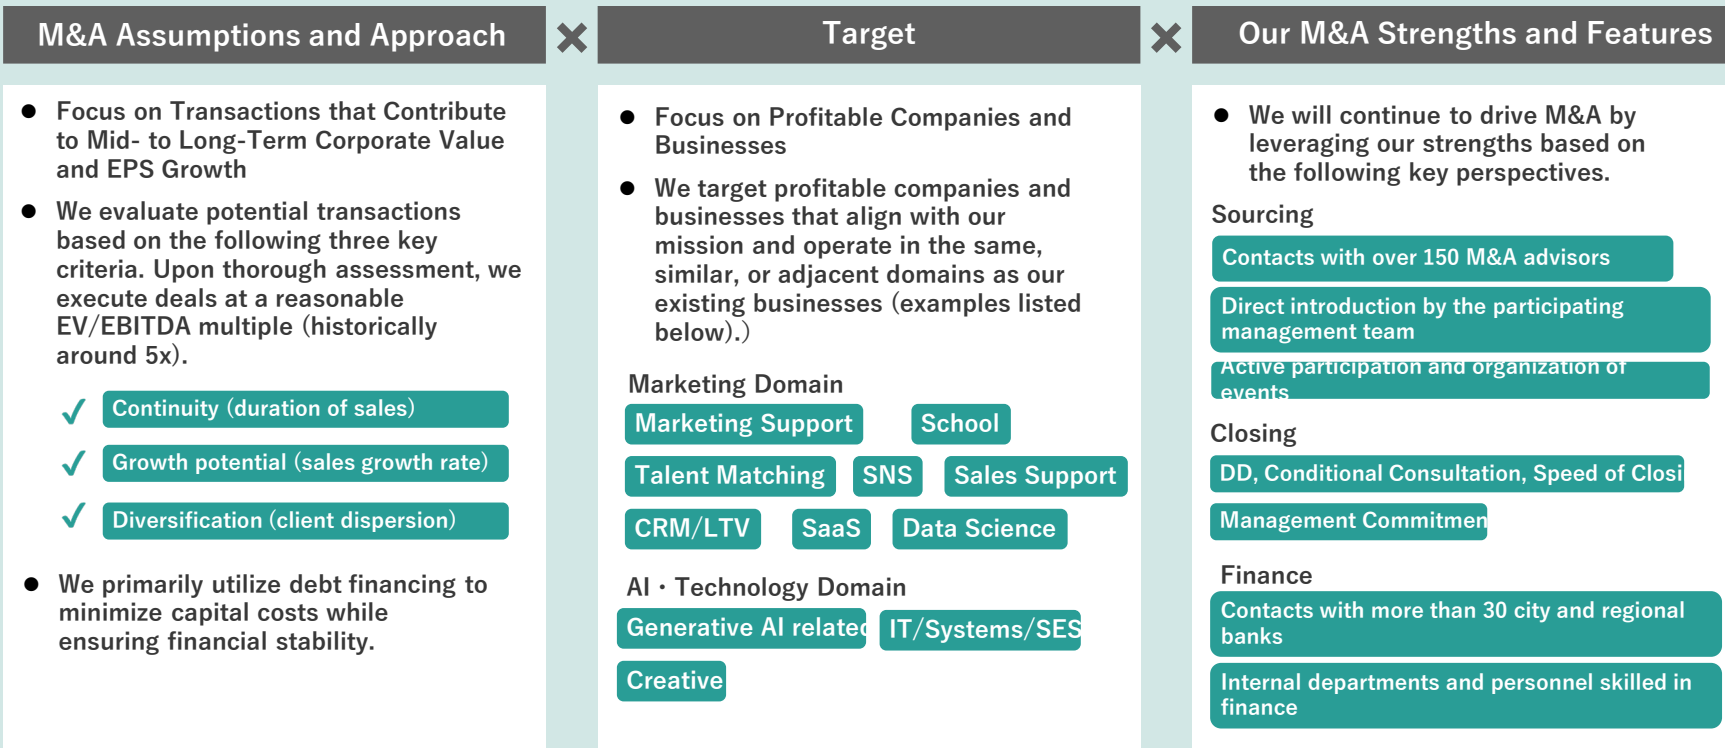 M&A Assumptions and Approach
● Focus on Transactions that Contribute
to Mid- to Long-Term Corporate Value
and EPS Growth
● We evaluate potential transactions
based on the following three key
criteria. Upon thorough assessment, we
execute deals at a reasonable
EV/EBITDA multiple (historically
around 5x).
✓ Continuity (duration of sales)
✓ Growth potential (sales growth rate)
✓ Diversification (client dispersion)
● We primarily utilize debt financing to
minimize capital costs while
ensuring financial stability.
Target
● Focus on Profitable Companies and
Businesses
● We target profitable companies and
businesses that align with our
mission and operate in the same,
similar, or adjacent domains as our
existing businesses (examples listed
below).）
Marketing Domain
Marketing Support School
Talent Matching SNS Sales Support
CRM/LTV SaaS Data Science
AI・Technology Domain
Generative AI related IT/Systems/SES
Creative
Our M&A Strengths and Features
● We will continue to drive M&A by
leveraging our strengths based on
the following key perspectives.
Sourcing
Contacts with over 150 M&A advisors
Direct introduction by the participating
management team
Active participation and organization of
events
Closing
DD, Conditional Consultation, Speed of Closi
Management Commitmen
Finance
Contacts with more than 30 city and regional
banks
Internal departments and personnel skilled in
finance